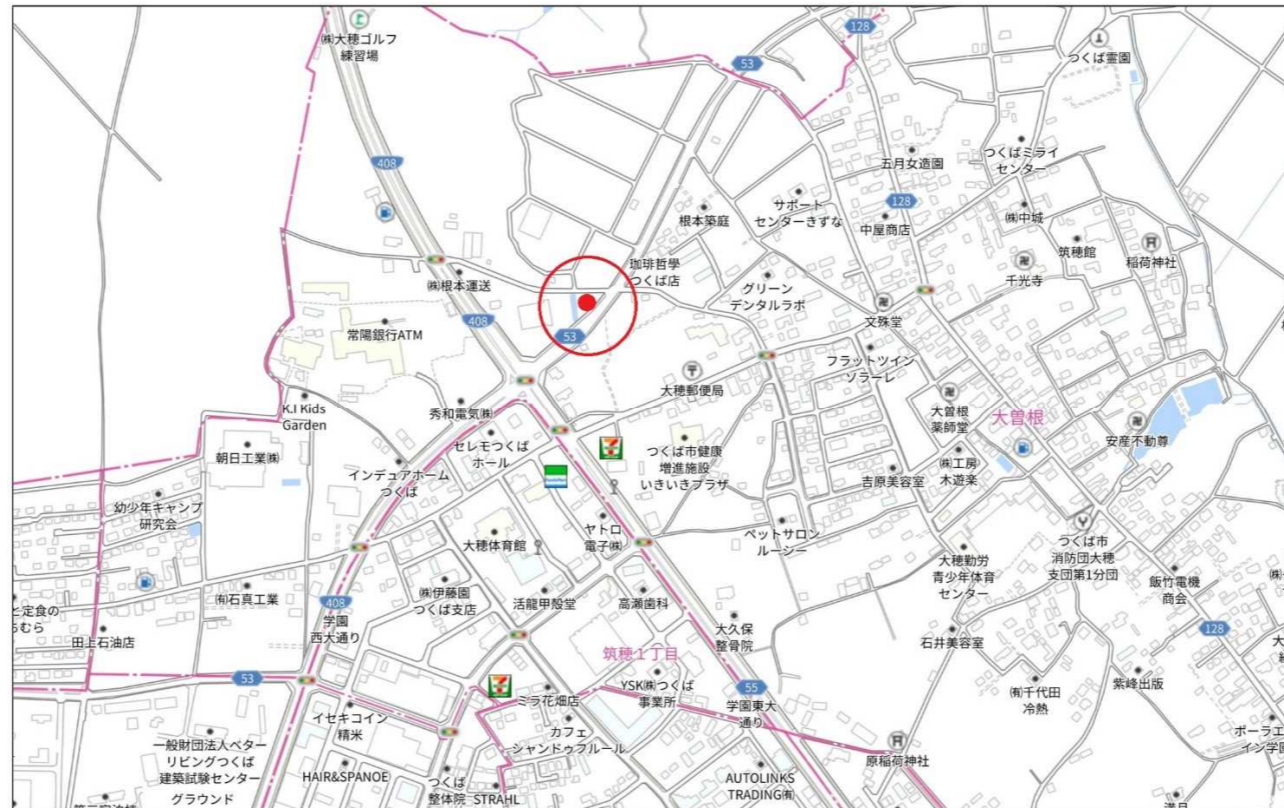 ㈱大穂ゴルフ
練習場
53
128
つくば霊園
408
五月女造園
つくばミライ
センター
128
根本築庭
サポート
センターきずな
中屋商店
㈱中城
筑穂館
稲荷神社
千光寺
珈琲哲學
つくば店
㈱根本運送
グリーン
デンタルラボ
文殊堂
408
常陽銀行ATM
53
フラットツイン
ソラーレ
大穂郵便局
K.I Kids
Garden
秀和電気㈱
大曽根
薬師堂
大曽根
安産不動尊
セレモつくば
ホール
朝日工業㈱
つくば市健康
増進施設
いきいきプラザ
㈱工房
木遊楽
インデュアホーム
つくば
吉原美容室
幼少年キャンプ
研究会
大穂体育館
ヤトロ
電子㈱
ペットサロン
ルーシー
つくば市
消防団大穂
支団第1分団
大穂勤労
青少年体育
センター
飯竹電機
商会
㈲石真工業
408
学園
西大通り
㈱伊藤園
つくば支店
活龍甲殻堂
高瀬歯科
と定食の
田上石油店
大久保
整骨院
石井美容室
128
筑穂1丁目
53
ミラ花畑店
YSK㈱つくば
事業所
55
学園東大
通り
㈲千代田
冷熱
紫峰出版
イセキコイン
精米
カフェ
シャンドゥフルール
一般財団法人ベター
リビングつくば
建築試験センター
原稲荷神社
ポーラエ
イン学園
HAIR&SPANOE
つくば
整体院
STRAHL
AUTOLINKS
TRADING㈲
グラウンド